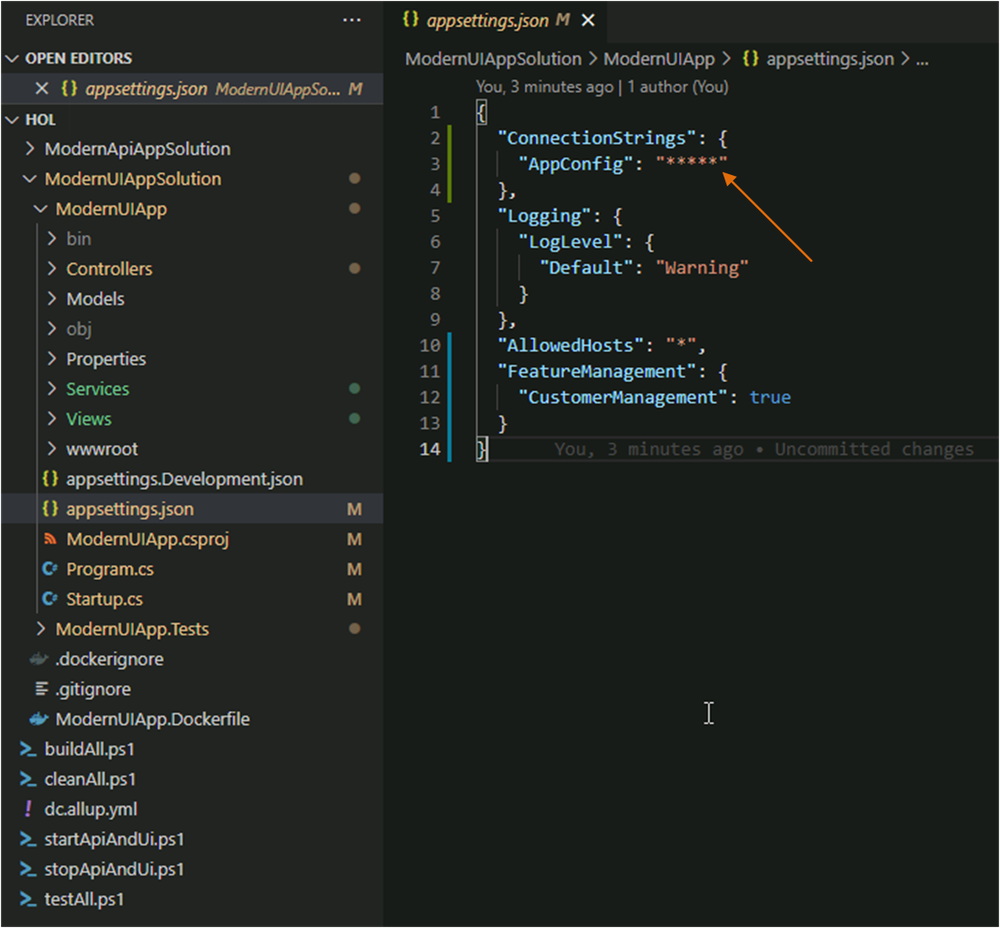 EXPLORER ...
OPEN EDITORS
appsettings.json ModernUIAppSo... M
HOL
ModernApiAppSolution
ModernUIAppSolution
ModernUIApp
bin
Controllers
Models
obj
Properties
Services
Views
wwwroot
{} appsettings.Development.json
{} appsettings.json M
ModernUIApp.csproj M
C# Program.cs M
C# Startup.cs M
ModernUIApp.Tests
.dockerignore
.gitignore
ModernUIApp.Dockerfile
buildAll.ps1
cleanAll.ps1
! dc.allup.yml
startApiAndUi.ps1
stopApiAndUi.ps1
testAll.ps1
{} appsettings.json M
ModernUIAppSolution > ModernUIApp > {} appsettings.json > ...
You, 3 minutes ago | 1 author (You)
1 {
2 "ConnectionStrings": {
3 "AppConfig": "*****"
4 },
5 "Logging": {
6 "LogLevel": {
7 "Default": "Warning"
8 }
9 },
10 "AllowedHosts": "*",
11 "FeatureManagement": {
12 "CustomerManagement": true
13 }
14 } You, 3 minutes ago • Uncommitted changes